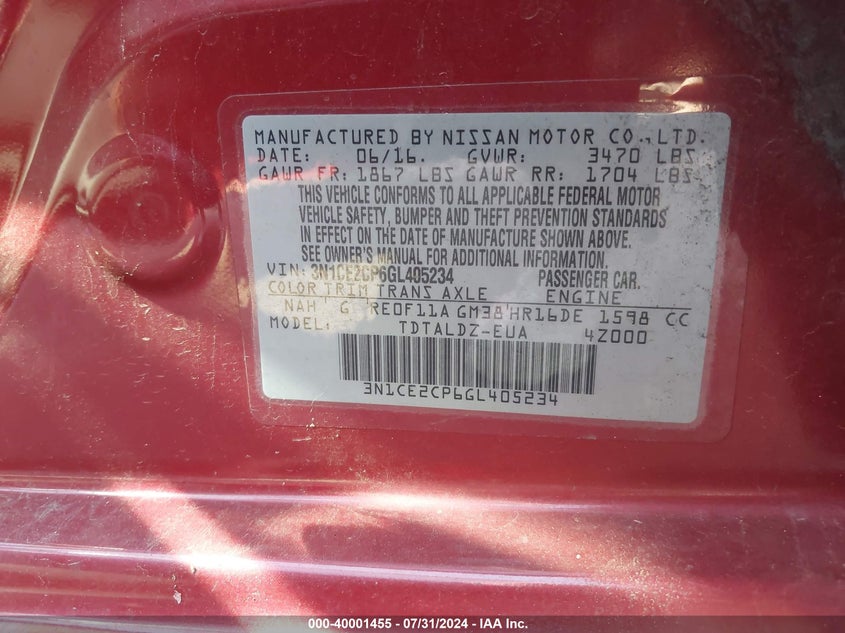 MANUFACTURED BY NISSAN MOTOR CO., LTD.
DATE: 06/16. GVWR: 3470 LBS
GAWR FR: 1867 LBS GAWR RR: 1704 LBS
THIS VEHICLE CONFORMS TO ALL APPLICABLE FEDERAL MOTOR
VEHICLE SAFETY, BUMPER AND THEFT PREVENTION STANDARDS
IN EFFECT ON THE DATE OF MANUFACTURE SHOWN ABOVE.
SEE OWNER'S MANUAL FOR ADDITIONAL INFORMATION.
VIN: 3N1CE2CP6GL405234 PASSENGER CAR.
COLOR TRIM TRANS AXLE ENGINE
NAH G RE0F11A GM38 HR16DE 1598 CC
MODEL: TDTALDZ-EUA 4Z000
3N1CE2CP6GL405234
000-40001455 - 07/31/2024 - IAA Inc.